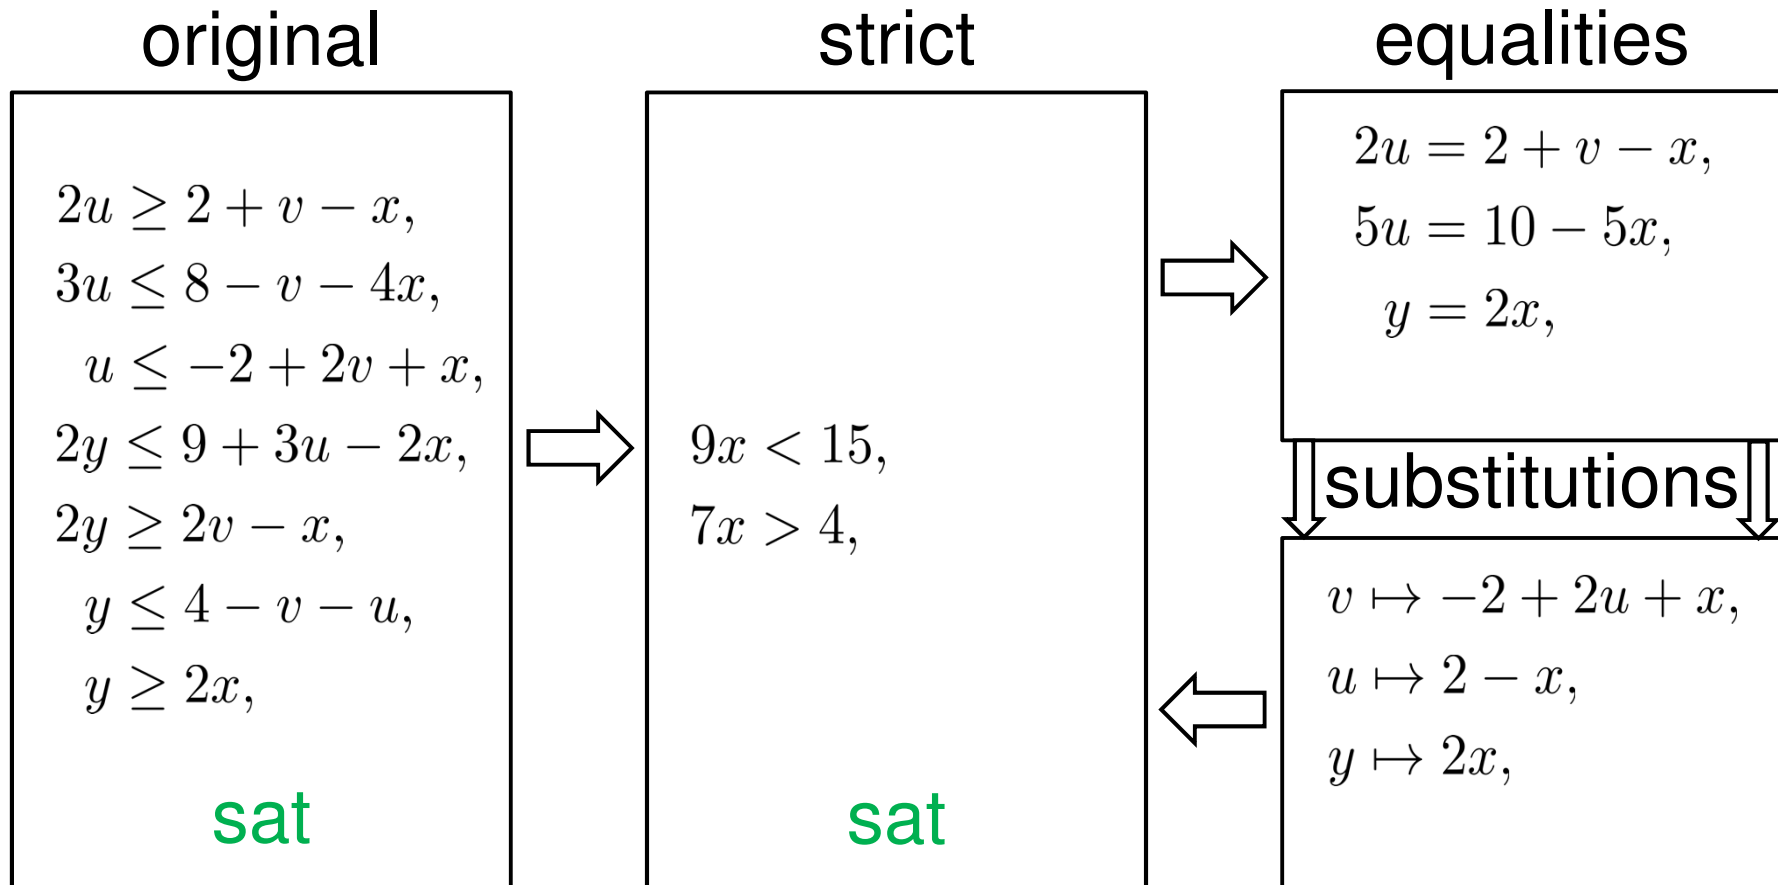 original
2u ≥ 2 + v − x,
3u ≤ 8 − v − 4x,
u ≤ −2 + 2v + x,
2y ≤ 9 + 3u − 2x,
2y ≥ 2v − x,
y ≤ 4 − v − u,
y ≥ 2x,
sat
strict
9x < 15,
7x > 4,
sat
equalities
2u = 2 + v − x,
5u = 10 − 5x,
y = 2x,
substitutions
v ↦ −2 + 2u + x,
u ↦ 2 − x,
y ↦ 2x,